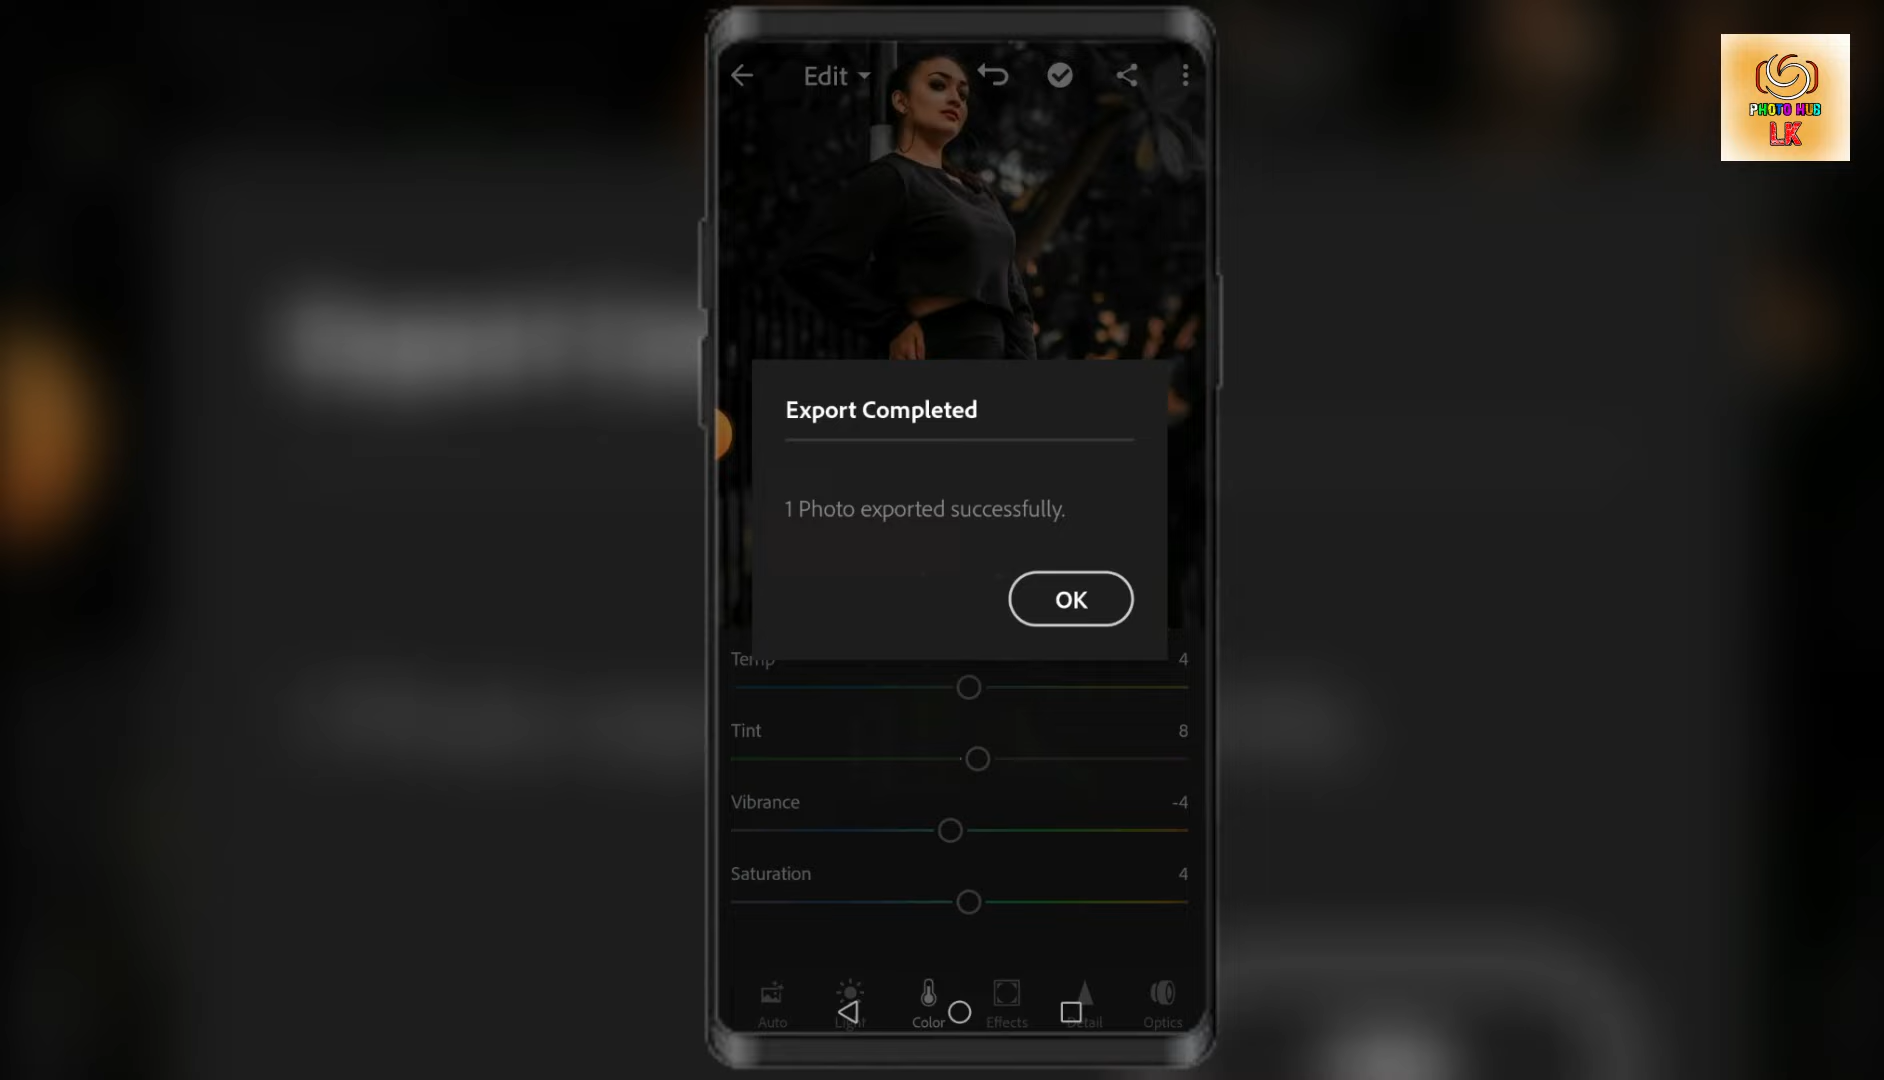 Edit
PHOTO HUB
LK
Export Completed
1 Photo exported successfully.
OK
Temp 4
Tint 8
Vibrance -4
Saturation 4
Auto Light Color Effects Detail Optics